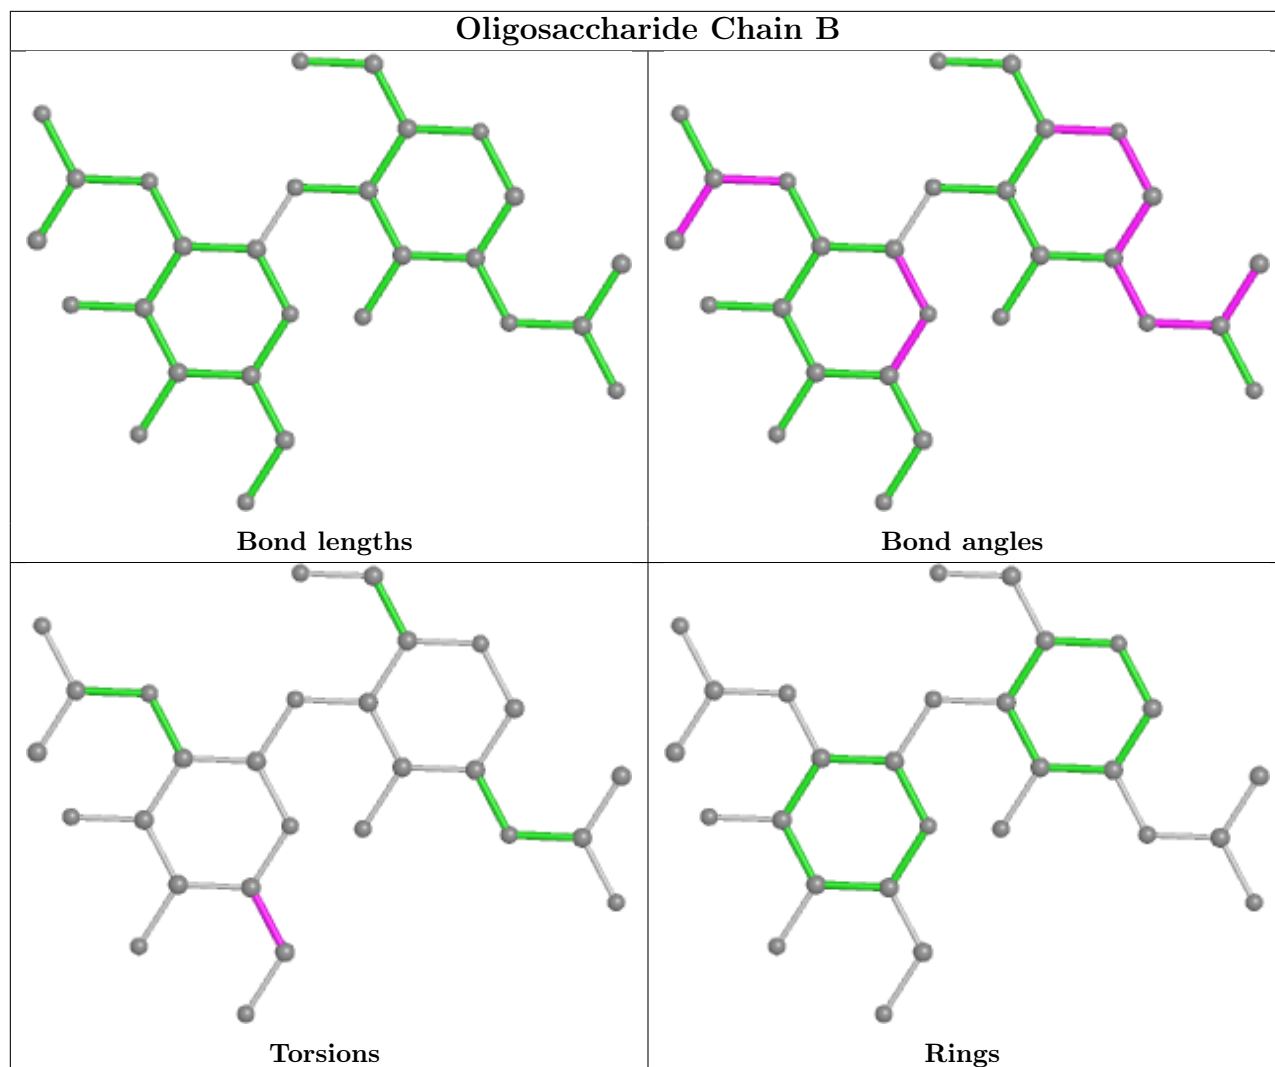 Oligosaccharide Chain B
Bond lengths
Bond angles
Torsions
Rings